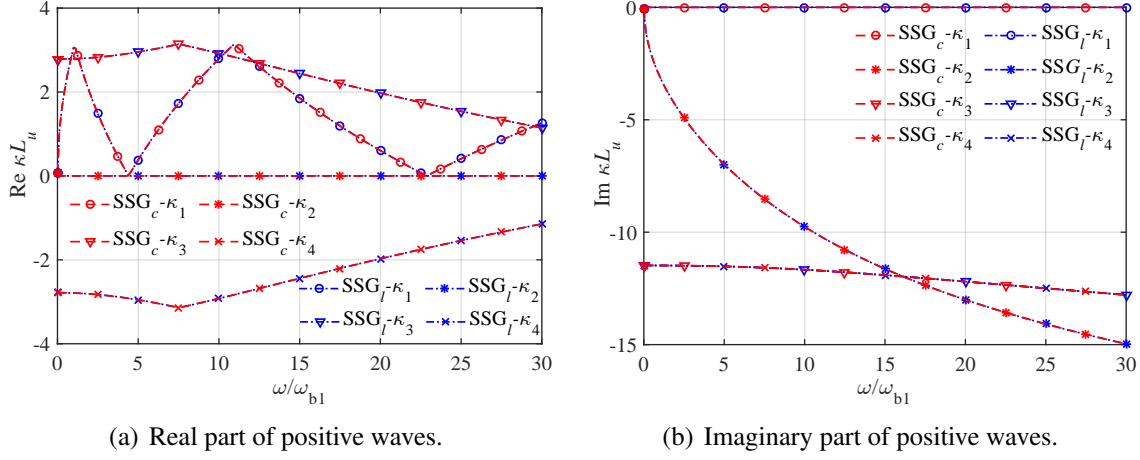 4
2
0
-2
-4
Re κL_u
0 5 10 15 20 25 30
ω/ω_b1
SSG_c-κ_1 SSG_c-κ_2
SSG_c-κ_3 SSG_c-κ_4
SSG_l-κ_1 SSG_l-κ_2
SSG_l-κ_3 SSG_l-κ_4
(a) Real part of positive waves.
0
-5
-10
-15
Im κL_u
0 5 10 15 20 25 30
ω/ω_b1
SSG_c-κ_1 SSG_l-κ_1
SSG_c-κ_2 SSG_l-κ_2
SSG_c-κ_3 SSG_l-κ_3
SSG_c-κ_4 SSG_l-κ_4
(b) Imaginary part of positive waves.